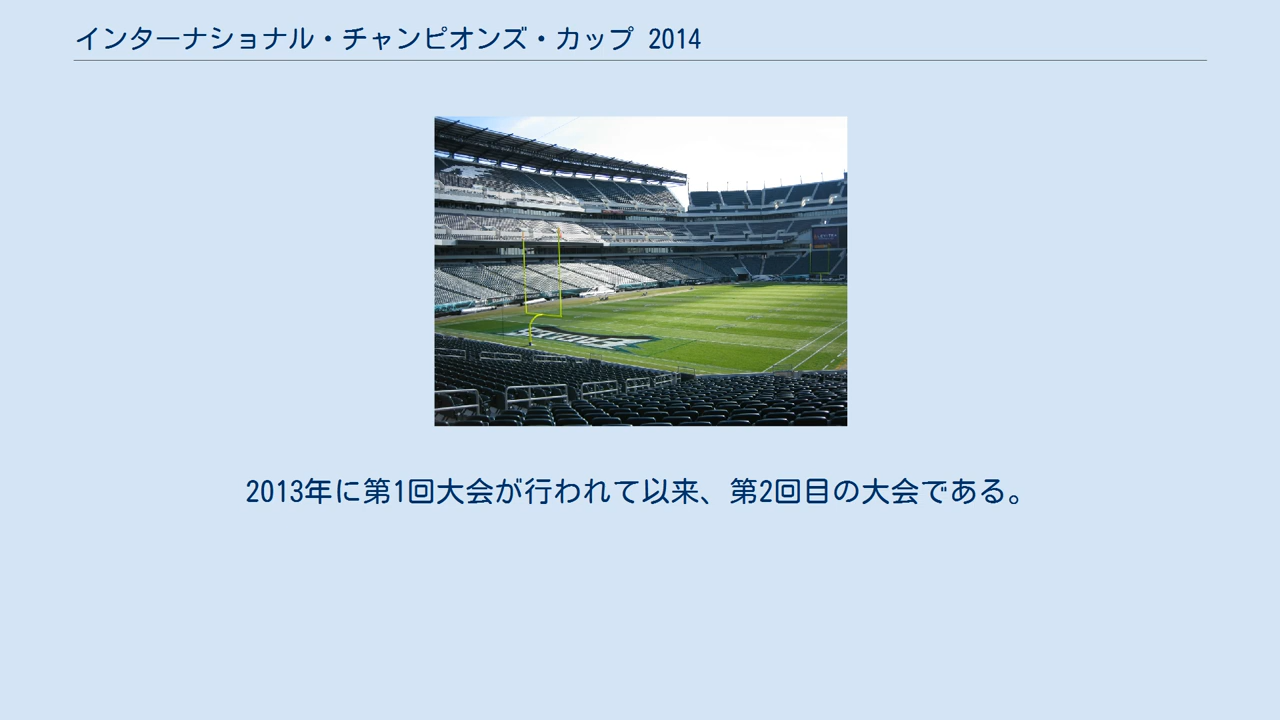 インターナショナル・チャンピオンズ・カップ 2014
2013年に第1回大会が行われて以来、第2回目の大会である。